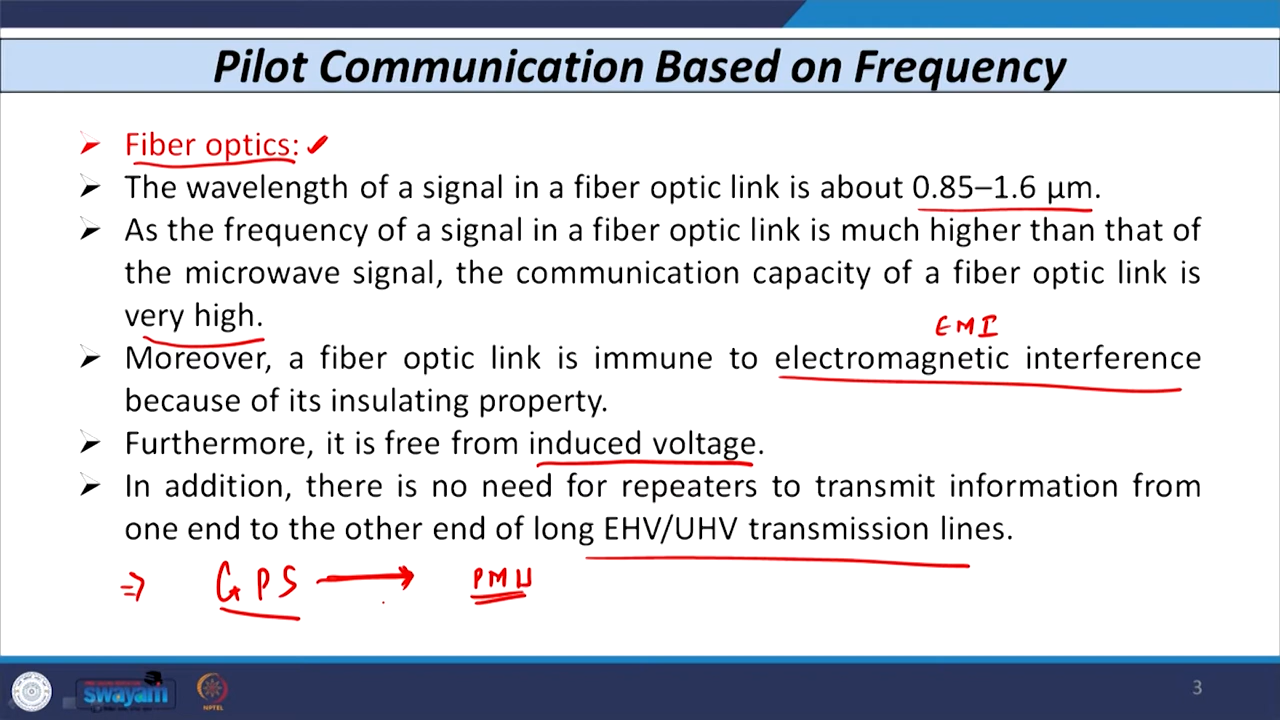 Pilot Communication Based on Frequency
Fiber optics:
The wavelength of a signal in a fiber optic link is about 0.85–1.6 μm.
As the frequency of a signal in a fiber optic link is much higher than that of
the microwave signal, the communication capacity of a fiber optic link is
very high.
EMI
Moreover, a fiber optic link is immune to electromagnetic interference
because of its insulating property.
Furthermore, it is free from induced voltage.
In addition, there is no need for repeaters to transmit information from
one end to the other end of long EHV/UHV transmission lines.
⇒ GPS → PMU
swayam
NPTEL
3